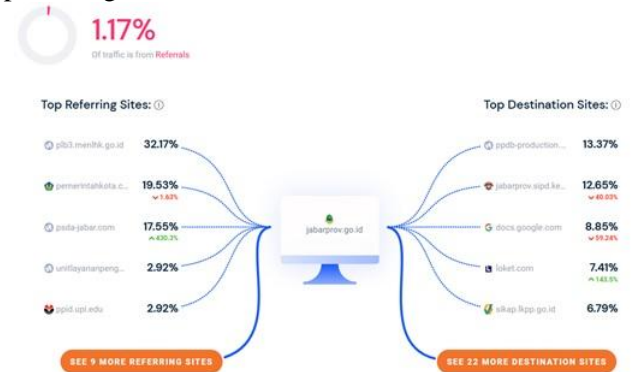 1.17%
Of traffic is from Referrals
Top Referring Sites:
Top Destination Sites:
plb3.menlhk.go.id 32.17%
pemerintahkota.c... 19.53%
1.63%
psda-jabar.com 17.55%
430.3%
unitlayananpeng... 2.92%
ppid.upi.edu 2.92%
SEE 9 MORE REFERRING SITES
jabarprov.go.id
ppdb-production... 13.37%
jabarprov.sipd.ke... 12.65%
40.03%
docs.google.com 8.85%
59.24%
loket.com 7.41%
143.5%
sikap.lkpp.go.id 6.79%
SEE 22 MORE DESTINATION SITES